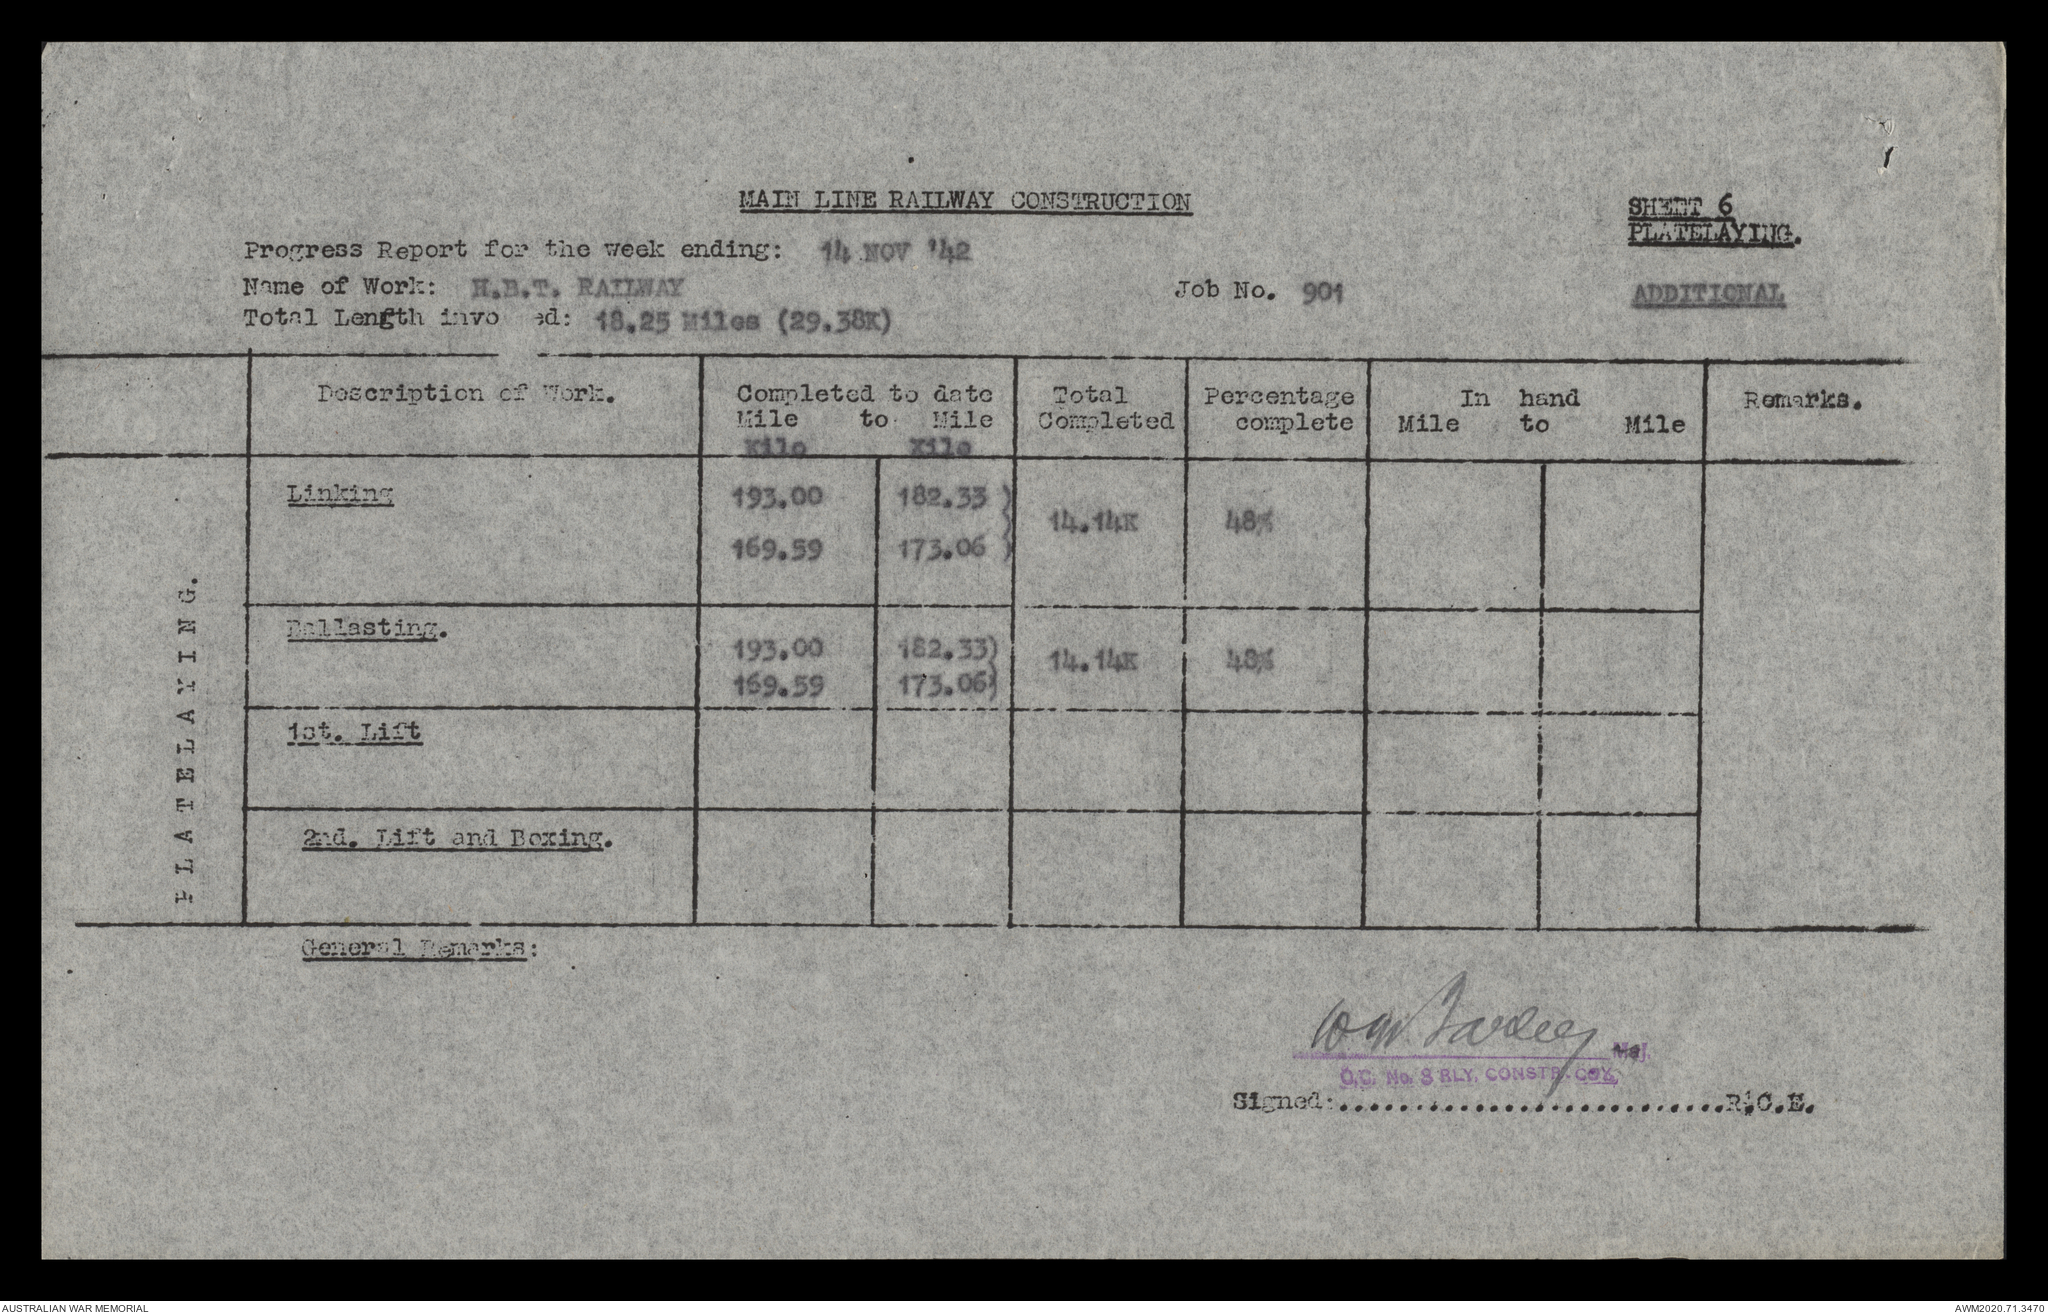 MAIN LINE RAILWAY CONSTRUCTION
SHEET 6
PLATELAYING.
Progress Report for the week ending: 14 NOV '42
Name of Work: H.B.T. RAILWAY
Job No. 901
ADDITIONAL
Total Length invo ed: 18.25 Miles (29.38K)
Description of Work.
Completed to date
Mile to Mile
Kilo Kilo
Total
Completed
Percentage
complete
In hand
Mile to Mile
Remarks.
PLATELAYING.
Linking
193.00 182.33 )
14.14K 48%
169.59 173.06 )
Ballasting.
193.00 182.33)
14.14K 48%
169.59 173.06)
1st. Lift
2nd. Lift and Boxing.
General Remarks:
Maj.
O.C. No. 8 RLY. CONSTR. COY.
Signed:............................R.C.E.
AUSTRALIAN WAR MEMORIAL
AWM2020.71.3470